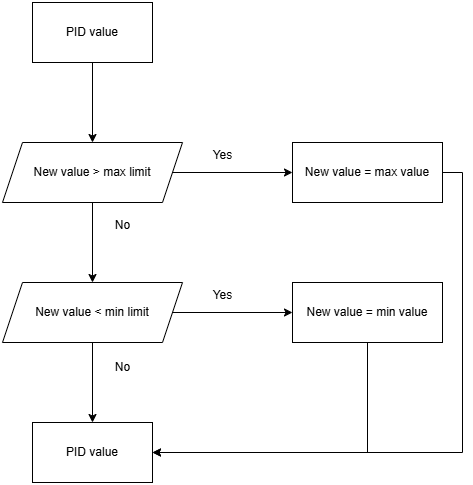 PID value
New value > max limit
Yes
New value = max value
No
New value < min limit
Yes
New value = min value
No
PID value